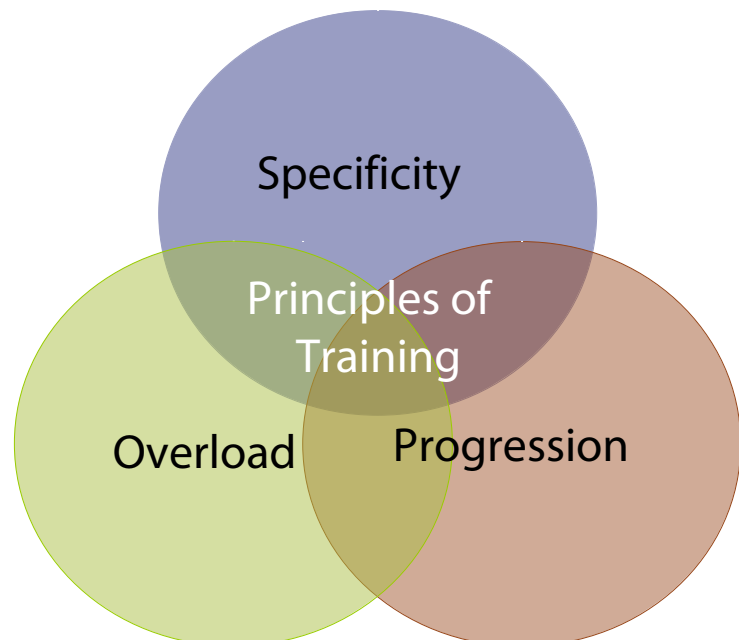 Specificity
Principles of
Training
Overload
Progression